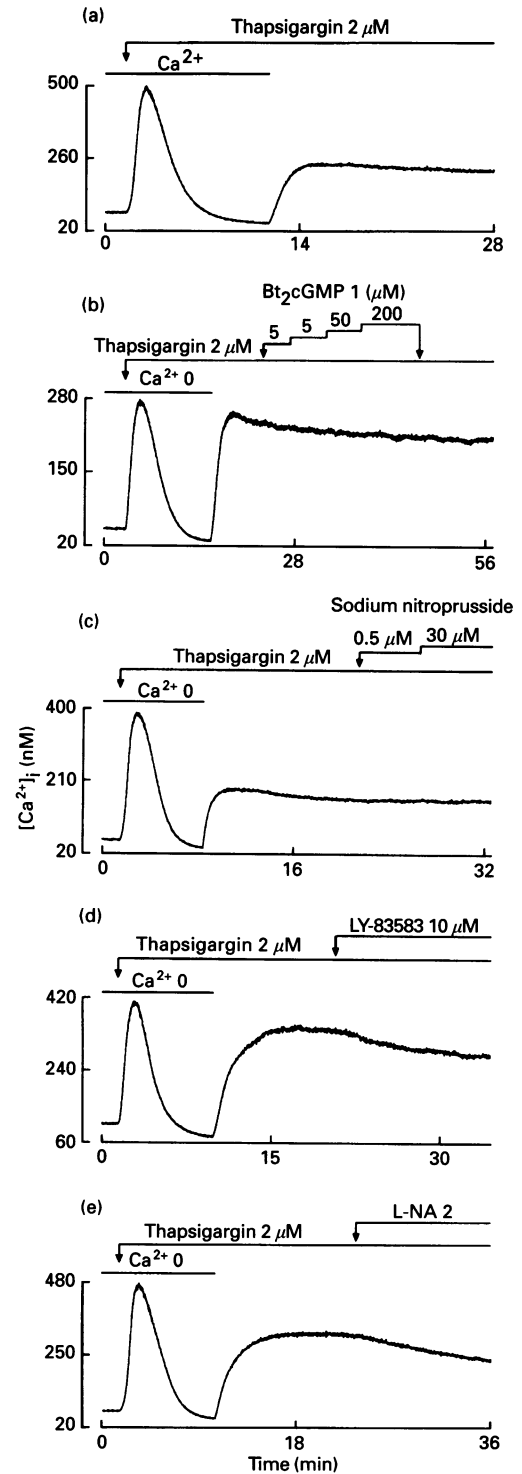 (a)
Thapsigargin 2 μM
Ca2+
500
260
20
0 14 28
(b)
Bt2cGMP 1 (μM)
5 5 50 200
Thapsigargin 2 μM
Ca2+ 0
280
150
20
0 28 56
(c)
Sodium nitroprusside
0.5 μM 30 μM
Thapsigargin 2 μM
Ca2+ 0
400
210
20
[Ca2+]i (nM)
0 16 32
(d)
LY-83583 10 μM
Thapsigargin 2 μM
Ca2+ 0
420
240
60
0 15 30
(e)
L-NA 2
Thapsigargin 2 μM
Ca2+ 0
480
250
20
0 18 36
Time (min)